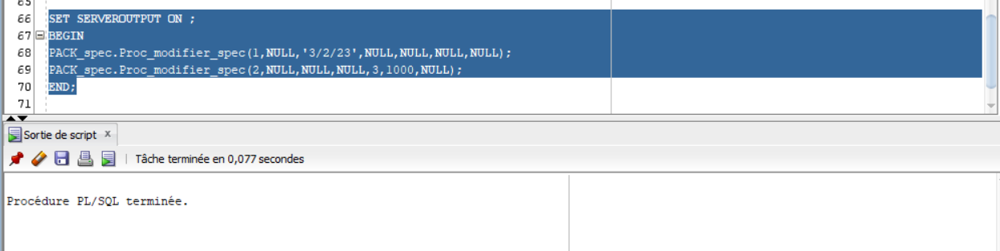 65
66 SET SERVEROUTPUT ON ;
67 BEGIN
68 PACK_spec.Proc_modifier_spec(1,NULL,'3/2/23',NULL,NULL,NULL,NULL);
69 PACK_spec.Proc_modifier_spec(2,NULL,NULL,NULL,3,1000,NULL);
70 END;
71
Sortie de script x
Tâche terminée en 0,077 secondes
Procédure PL/SQL terminée.